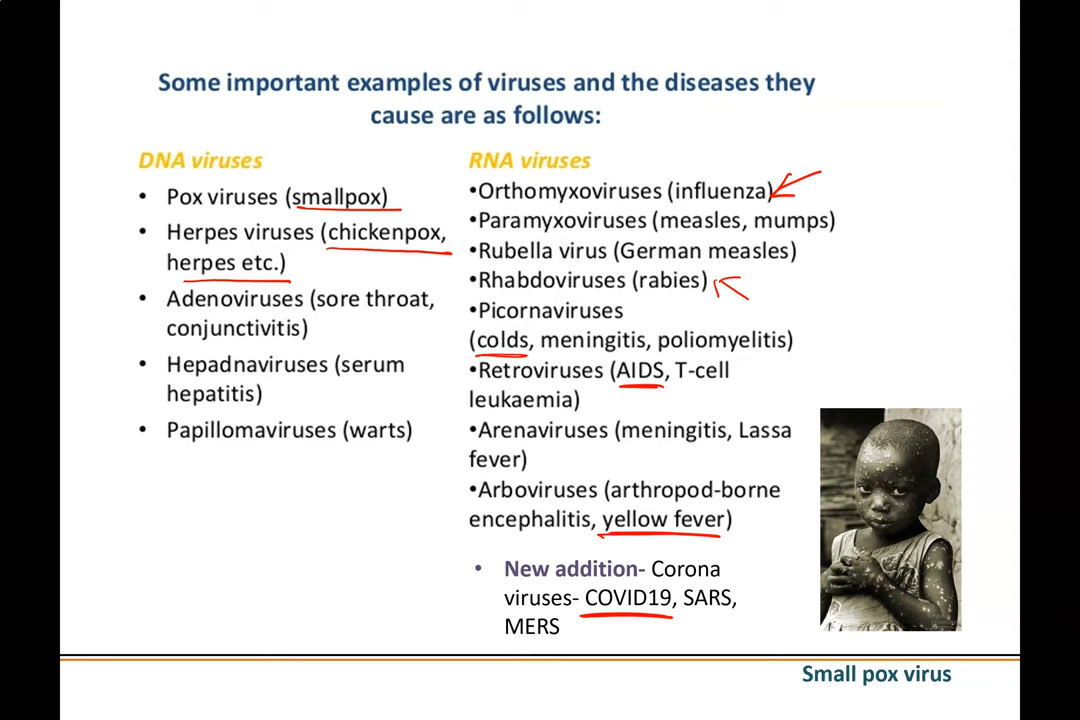 Some important examples of viruses and the diseases they
cause are as follows:
DNA viruses
• Pox viruses (smallpox)
• Herpes viruses (chickenpox,
herpes etc.)
• Adenoviruses (sore throat,
conjunctivitis)
• Hepadnaviruses (serum
hepatitis)
• Papillomaviruses (warts)
RNA viruses
•Orthomyxoviruses (influenza)
•Paramyxoviruses (measles, mumps)
•Rubella virus (German measles)
•Rhabdoviruses (rabies)
•Picornaviruses
(colds, meningitis, poliomyelitis)
•Retroviruses (AIDS, T-cell
leukaemia)
•Arenaviruses (meningitis, Lassa
fever)
•Arboviruses (arthropod-borne
encephalitis, yellow fever)
• New addition- Corona
viruses- COVID19, SARS,
MERS
Small pox virus